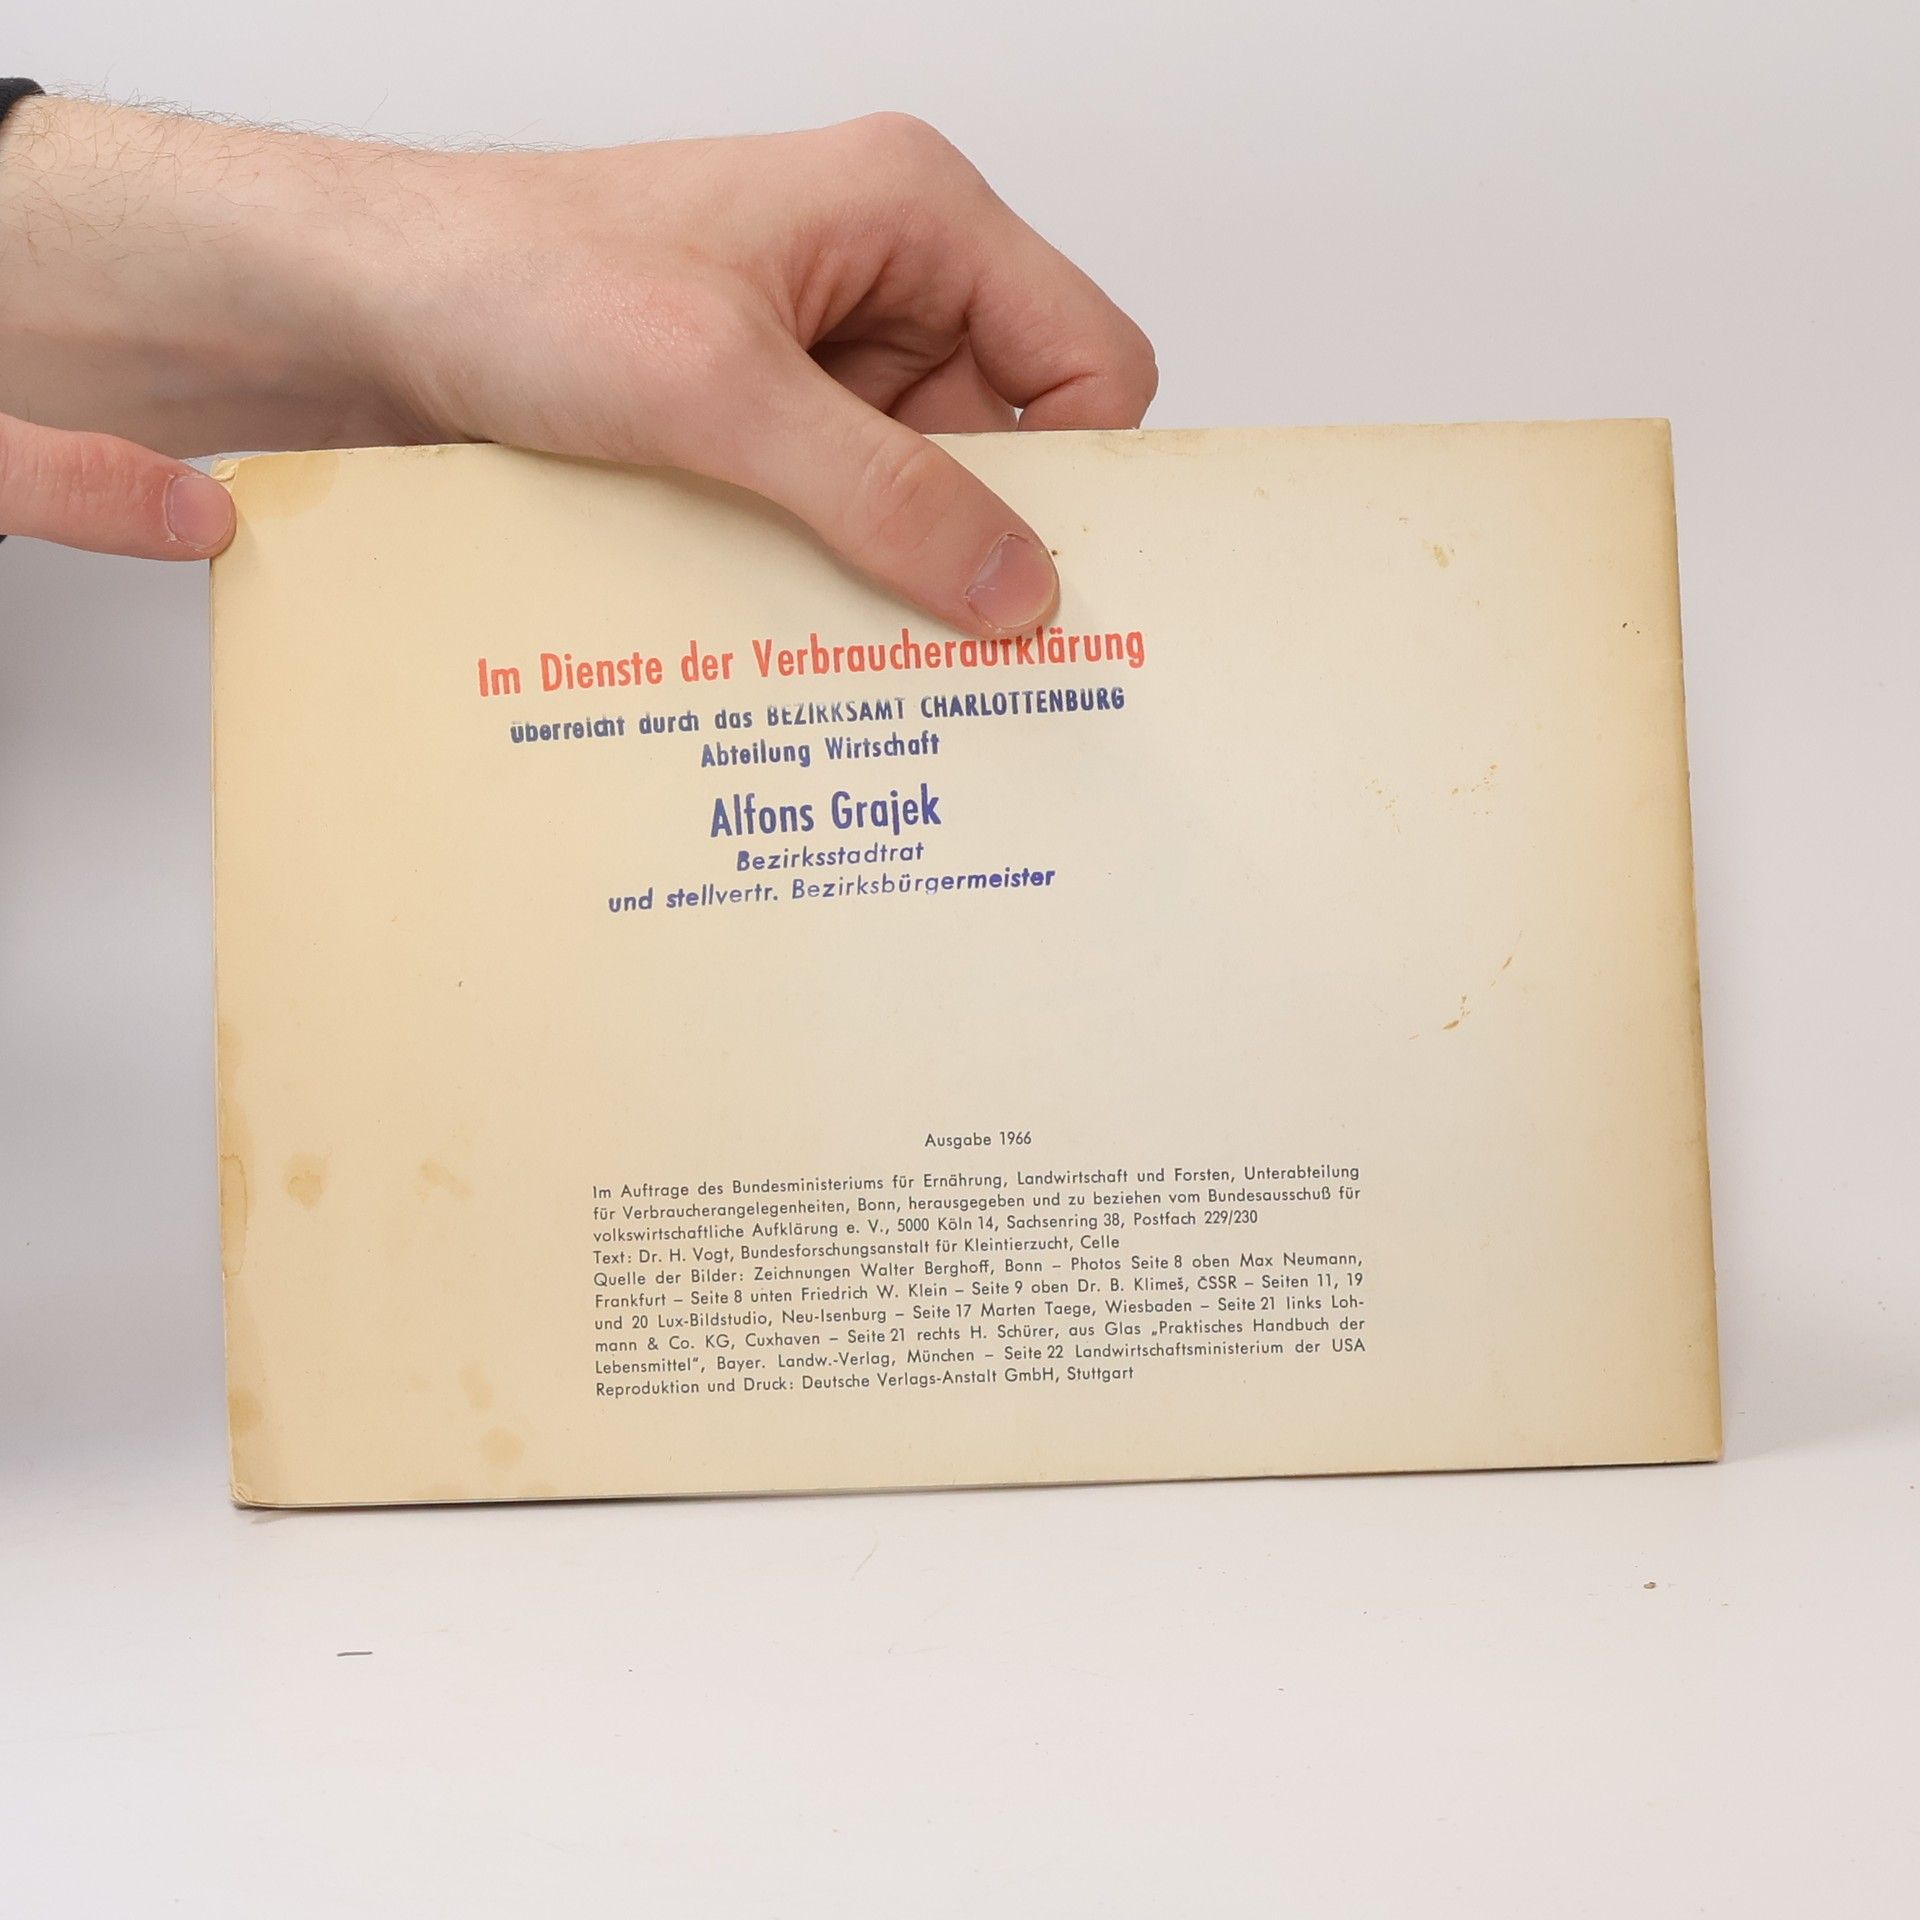 Im Dienste der Verbraucheraufklärung
überreicht durch das BEZIRKSAMT CHARLOTTENBURG
Abteilung Wirtschaft
Alfons Grajek
Bezirksstadtrat
und stellvertr. Bezirksbürgermeister
Ausgabe 1966
Im Auftrage des Bundesministeriums für Ernährung, Landwirtschaft und Forsten, Unterabteilung
für Verbraucherangelegenheiten, Bonn, herausgegeben und zu beziehen vom Bundesausschuß für
volkswirtschaftliche Aufklärung e. V., 5000 Köln 14, Sachsenring 38, Postfach 229/230
Text: Dr. H. Vogt, Bundesforschungsanstalt für Kleintierzucht, Celle
Quelle der Bilder: Zeichnungen Walter Berghoff, Bonn – Photos Seite 8 oben Max Neumann,
Frankfurt – Seite 8 unten Friedrich W. Klein – Seite 9 oben Dr. B. Klimeš, ČSSR – Seiten 11, 19
und 20 Lux-Bildstudio, Neu-Isenburg – Seite 17 Marten Taege, Wiesbaden – Seite 21 links Loh-
mann & Co. KG, Cuxhaven – Seite 21 rechts H. Schürer, aus Glas „Praktisches Handbuch der
Lebensmittel“, Bayer. Landw.-Verlag, München – Seite 22 Landwirtschaftsministerium der USA
Reproduktion und Druck: Deutsche Verlags-Anstalt GmbH, Stuttgart